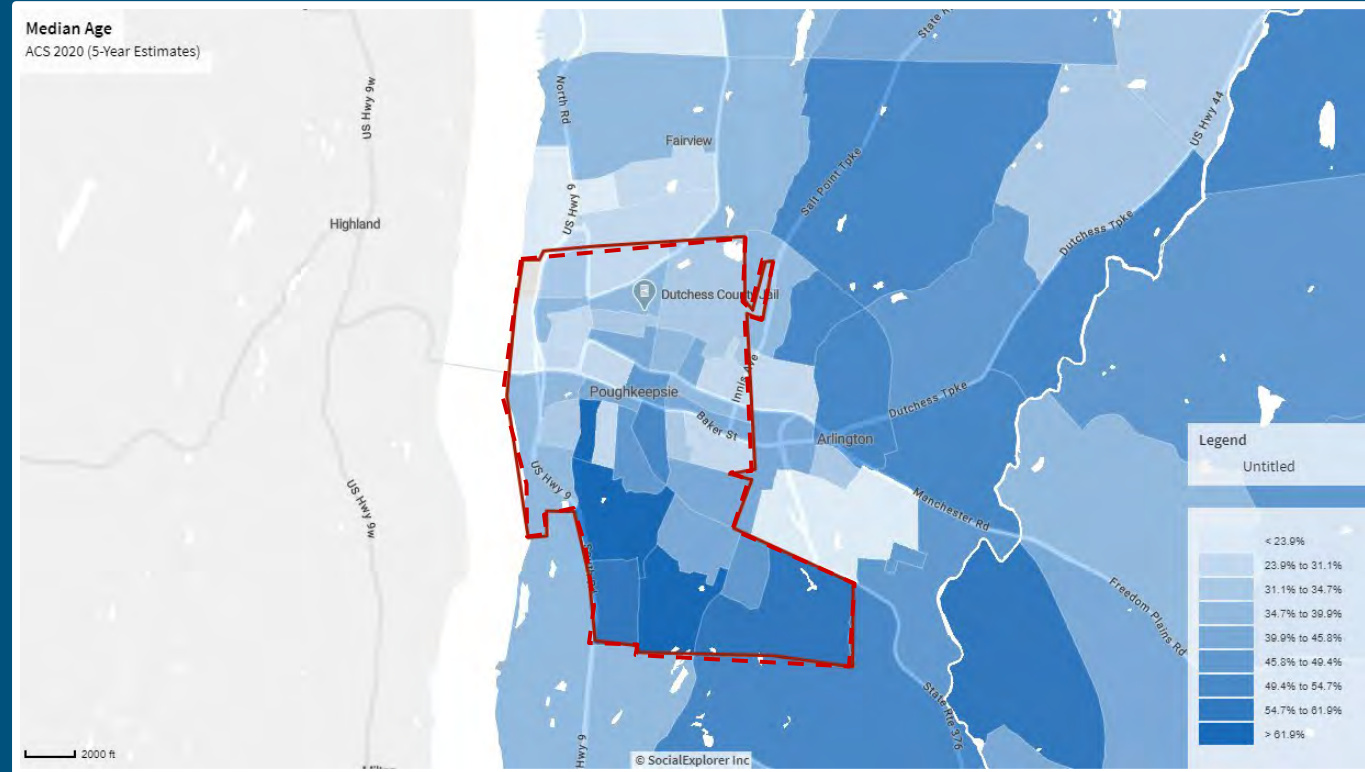 Median Age
ACS 2020 (5-Year Estimates)
US Hwy 9w
North Rd
State R
Fairview
US Hwy 44
Salt Point Tpke
US Hwy 9
Highland
Dutchess Tpke
Dutchess County Jail
Innis Ave
Poughkeepsie
Dutchess Tpke
Baker St
Arlington
Legend
Untitled
US Hwy 9
Manchester Rd
US Hwy 9w
< 23.9%
23.9% to 31.1%
31.1% to 34.7%
34.7% to 39.9%
39.9% to 45.8%
45.8% to 49.4%
49.4% to 54.7%
54.7% to 61.9%
> 61.9%
Freedom Plains Rd
State Rte 376
US Hwy 9
2000 ft
© SocialExplorer Inc